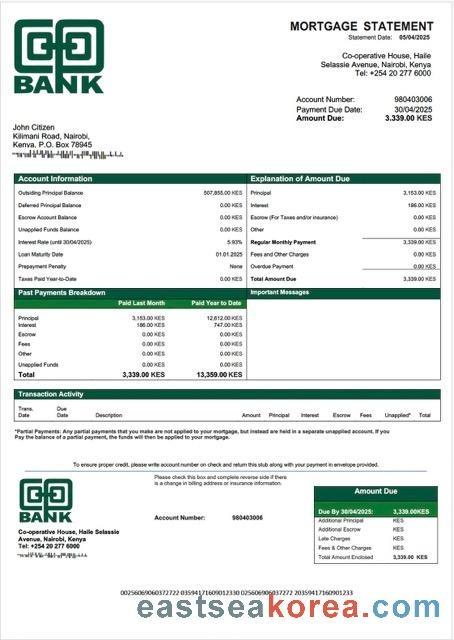 MORTGAGE STATEMENT
Statement Date: 05/04/2025
BANK
Co-operative House, Haile
Selassie Avenue, Nairobi, Kenya
Tel: +254 20 277 6000
Account Number: 980403006
Payment Due Date: 30/04/2025
Amount Due: 3.339.00 KES
John Citizen
Kilimani Road, Nairobi,
Kenva. P.O. Box 78945
Account Information
Outsiding Principal Balance 507,855.00 KES
Deferred Principal Balance 0.00 KES
Escrow Account Balance 0.00 KES
Unapplied Funds Balance 0.00 KES
Interest Rate (until 30/04/2025) 5.93%
Loan Maturity Date 01.01.2025
Prepayment Penalty None
Taxes Paid Year-to-Date 0.00 KES
Explanation of Amount Due
Principal 3,153.00 KES
Interest 186.00 KES
Escrow (For Taxes and/or insurance) 0.00 KES
Other 0.00 KES
Regular Monthly Payment 3,339.00 KES
Fees and Other Charges 0.00 KES
Overdue Payment 0.00 KES
Total Amount Due 3,339.00 KES
Past Payments Breakdown
Paid Last Month Paid Year to Date
Principal 3,153.00 KES 12,612.00 KES
Interest 186.00 KES 747.00 KES
Escrow 0.00 KES 0.00 KES
Fees 0.00 KES 0.00 KES
Other 0.00 KES 0.00 KES
Unapplied Funds 0.00 KES 0.00 KES
Total 3,339.00 KES 13,359.00 KES
Important Messages
Transaction Activity
Trans. Date Due Date Description Amount Principal Interest Escrow Fees Unapplied* Total
*Partial Payments: Any partial payments that you make are not applied to your mortgage, but instead are held in a separate unapplied account. If you
Pay the balance of a partial payment, the funds will then be applied to your mortgage.
To ensure proper credit, please write account number on check and return this stub along with your payment in envelope provided.
Please check this box and complete reverse side if there
is a change in billing address or insurance information.
BANK
Account Number: 980403006
Co-operative House, Haile Selassie
Avenue, Nairobi, Kenya
Tel: +254 20 277 6000
Amount Due
Due By 30/04/2025: 3,339.00KES
Additional Principal KES
Additional Escrow KES
Late Charges KES
Fees & Other Charges KES
Total Amount Enclosed 3,339.00 KES
00256069060372722 20359417160901233 0 0256069060372722 20359417160901233
eastseakorea.com